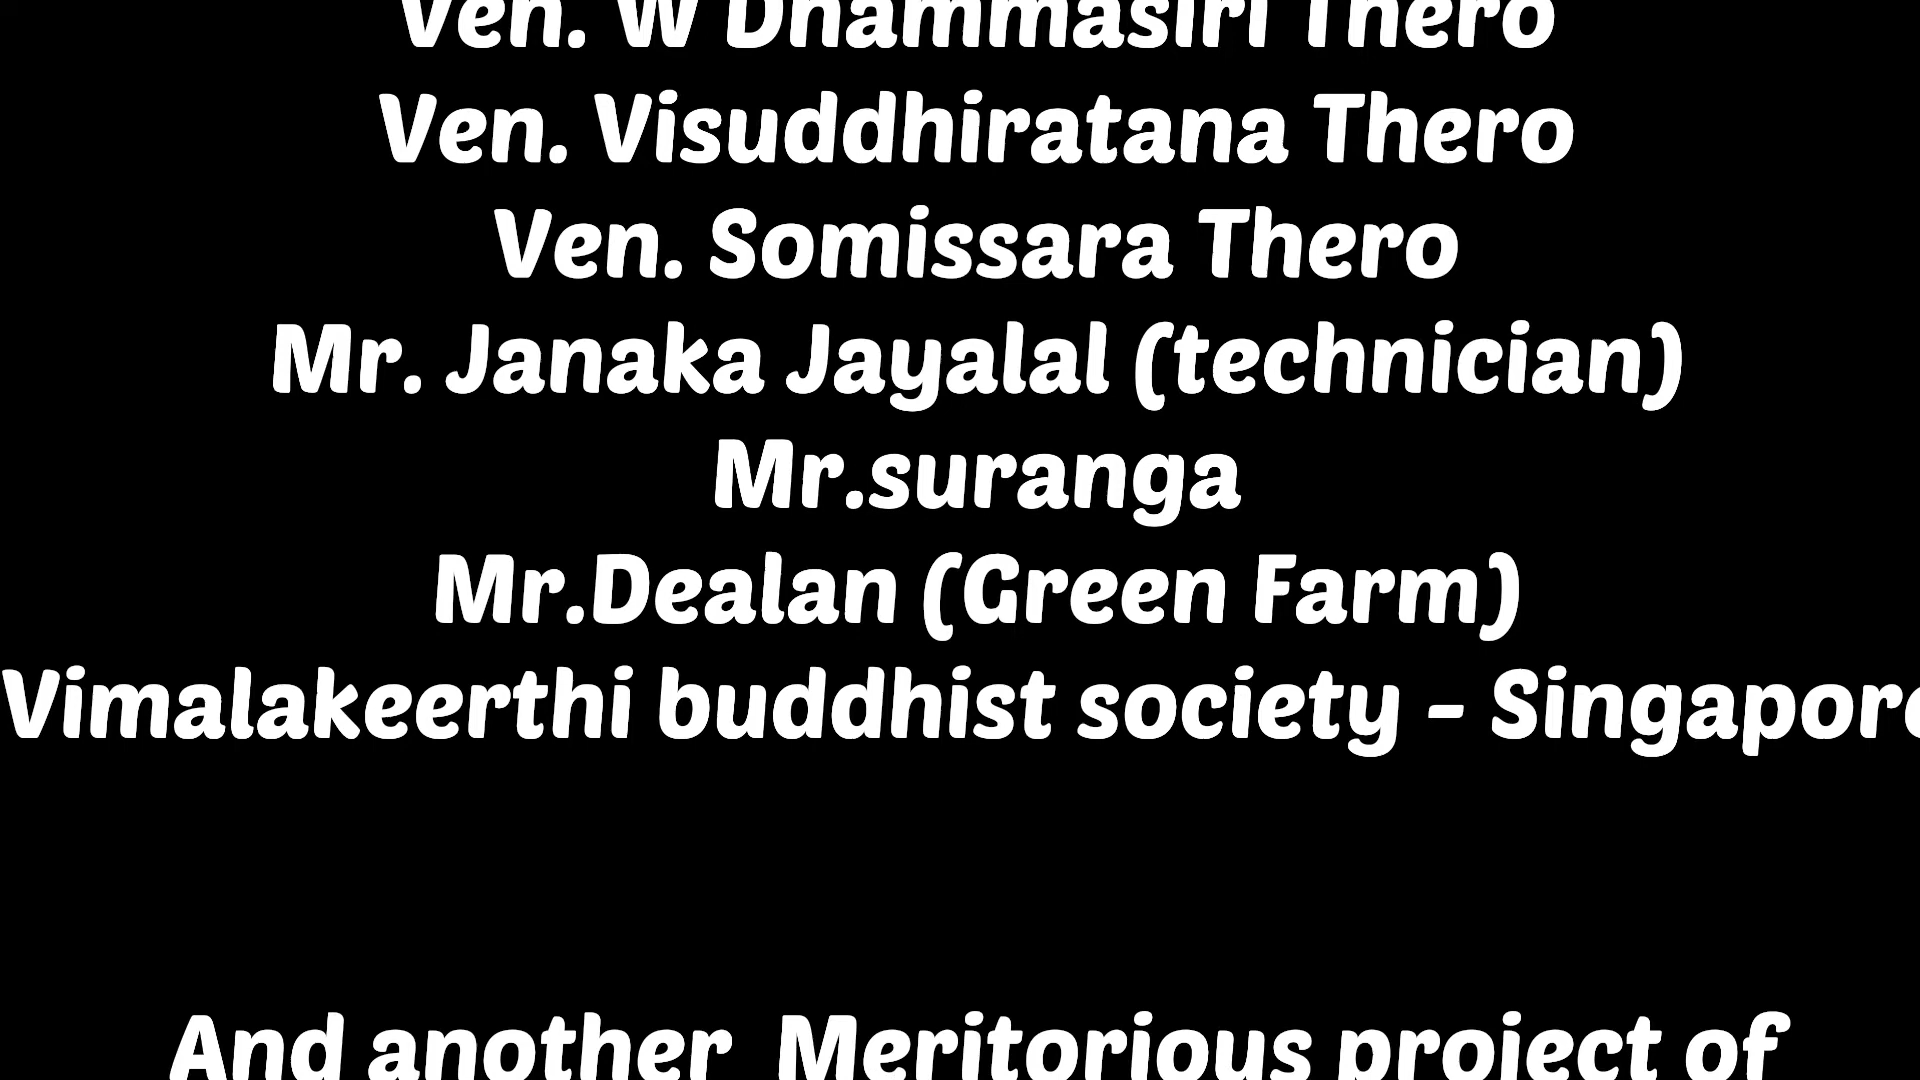 Ven. W Dhammasiri Thero
Ven. Visuddhiratana Thero
Ven. Somissara Thero
Mr. Janaka Jayalal (technician)
Mr.suranga
Mr.Dealan (Green Farm)
Vimalakeerthi buddhist society - Singapore
And another Meritorious project of